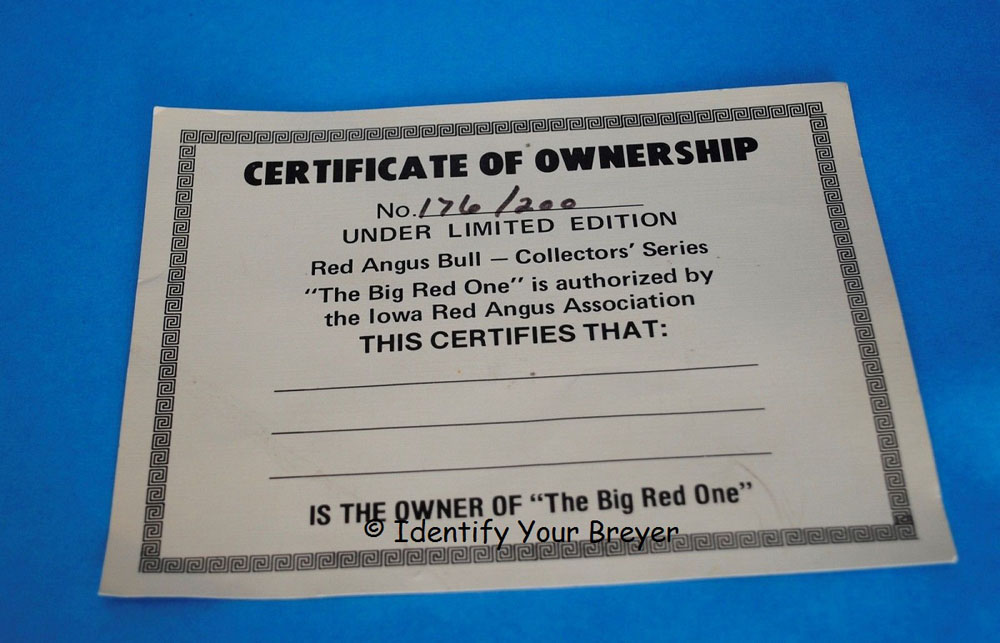 CERTIFICATE OF OWNERSHIP
No. 176/200
UNDER LIMITED EDITION
Red Angus Bull — Collectors' Series
"The Big Red One" is authorized by
the Iowa Red Angus Association
THIS CERTIFIES THAT:
IS THE OWNER OF "The Big Red One"
© Identify Your Breyer